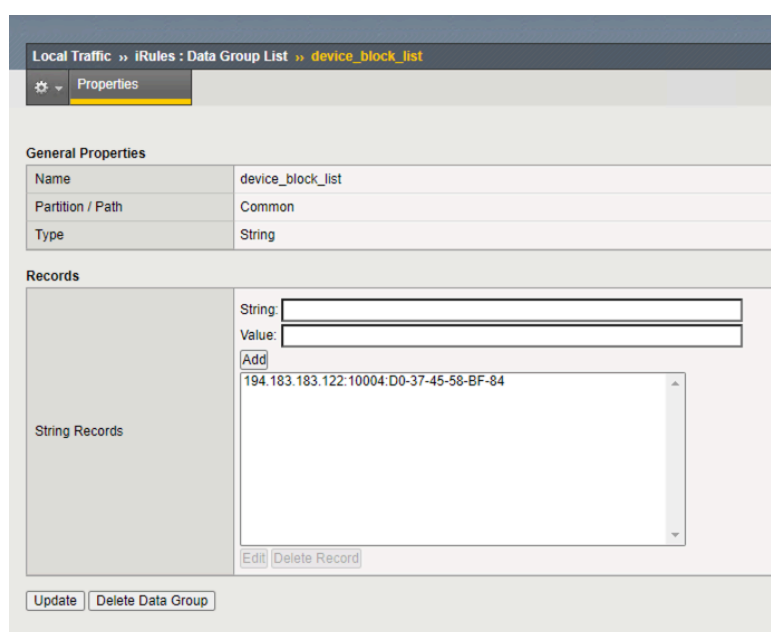 Local Traffic ›› iRules : Data Group List ›› device_block_list
Properties
General Properties
Name device_block_list
Partition / Path Common
Type String
Records
String:
Value:
Add
194.183.183.122:10004:D0-37-45-58-BF-84
String Records
Edit Delete Record
Update Delete Data Group